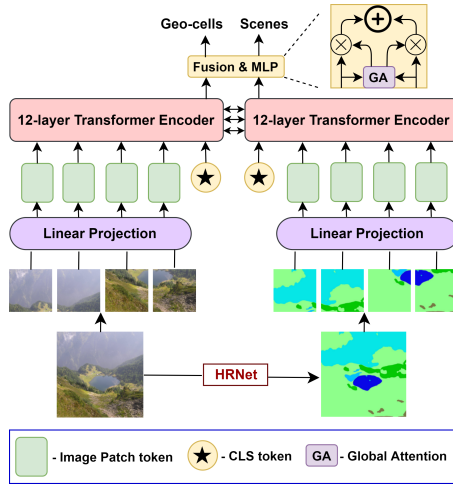 Geo-cells
Scenes
Fusion & MLP
GA
12-layer Transformer Encoder
12-layer Transformer Encoder
Linear Projection
Linear Projection
HRNet
- Image Patch token
- CLS token
GA
- Global Attention